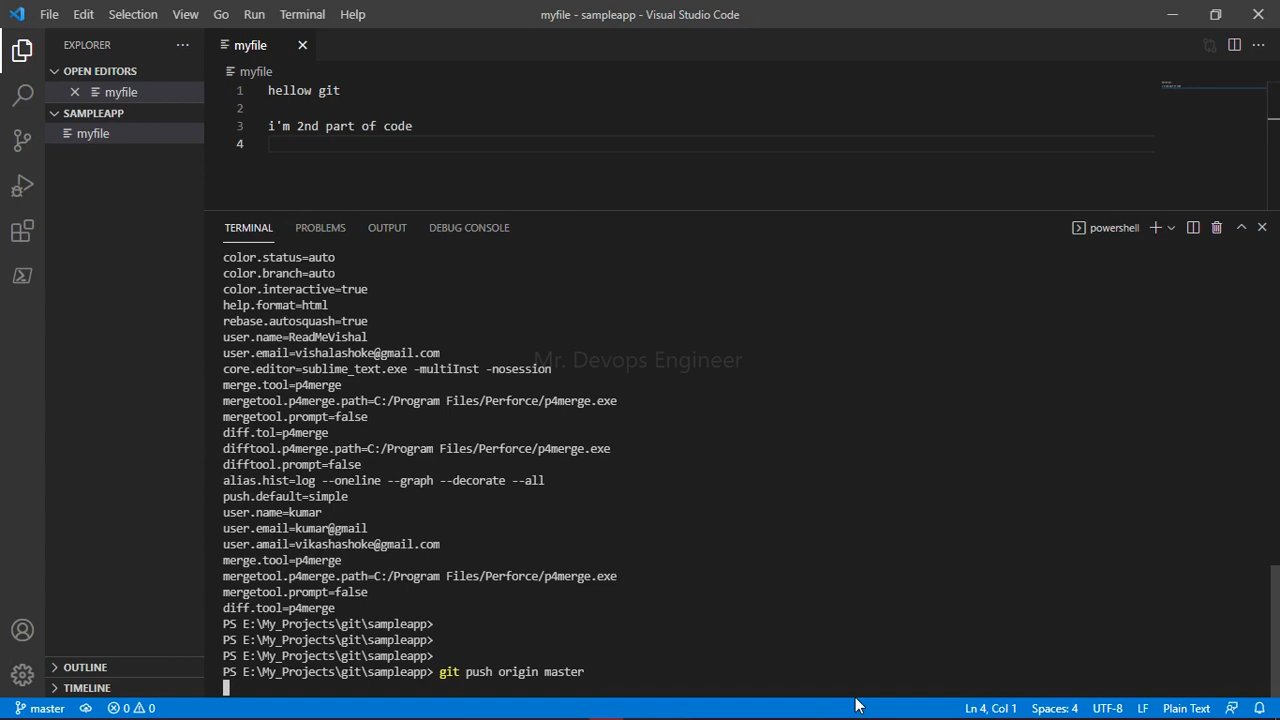 File Edit Selection View Go Run Terminal Help
myfile - sampleapp - Visual Studio Code
EXPLORER
myfile
OPEN EDITORS
myfile
myfile
SAMPLEAPP
myfile
1 hellow git
2
3 i'm 2nd part of code
4
TERMINAL PROBLEMS OUTPUT DEBUG CONSOLE
powershell
color.status=auto
color.branch=auto
color.interactive=true
help.format=html
rebase.autosquash=true
user.name=ReadMeVishal
user.email=vishalashoke@gmail.com
Mr. Devops Engineer
core.editor=sublime_text.exe -multiInst -nosession
merge.tool=p4merge
mergetool.p4merge.path=C:/Program Files/Perforce/p4merge.exe
mergetool.prompt=false
diff.tol=p4merge
difftool.p4merge.path=C:/Program Files/Perforce/p4merge.exe
difftool.prompt=false
alias.hist=log --oneline --graph --decorate --all
push.default=simple
user.name=kumar
user.email=kumar@gmail
user.amail=vikashashoke@gmail.com
merge.tool=p4merge
mergetool.p4merge.path=C:/Program Files/Perforce/p4merge.exe
mergetool.prompt=false
diff.tool=p4merge
PS E:\My_Projects\git\sampleapp>
PS E:\My_Projects\git\sampleapp>
PS E:\My_Projects\git\sampleapp>
PS E:\My_Projects\git\sampleapp> git push origin master
OUTLINE
TIMELINE
master 0 0
Ln 4, Col 1 Spaces: 4 UTF-8 LF Plain Text